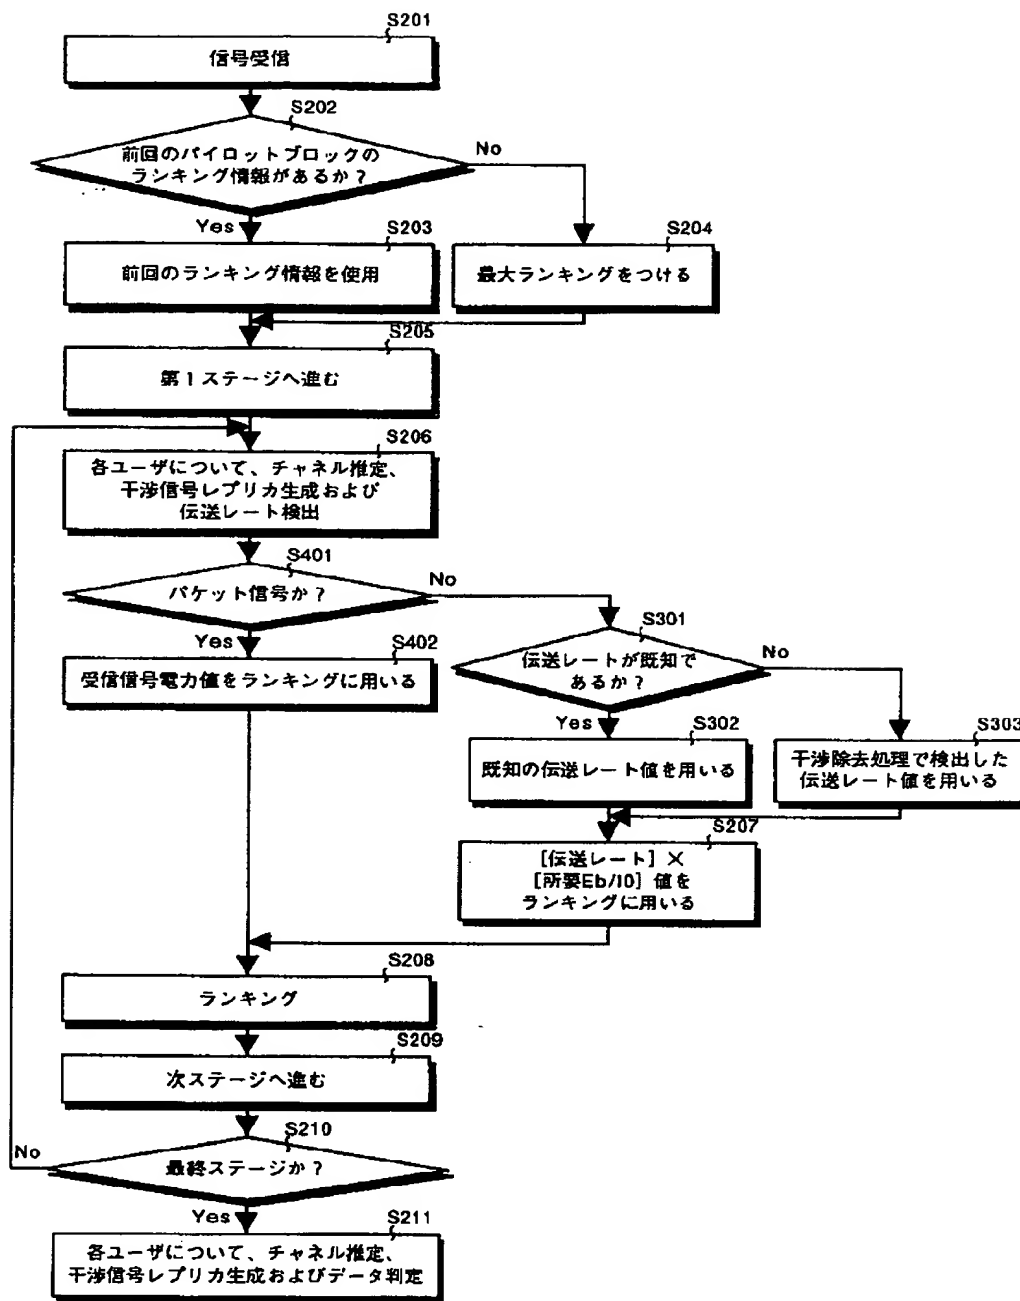 S201
信号受信
S202
前回のパイロットブロックの
ランキング情報があるか？
No
Yes
S203
前回のランキング情報を使用
S204
最大ランキングをつける
S205
第1ステージへ進む
S206
各ユーザについて、チャネル推定、
干渉信号レプリカ生成および
伝送レート検出
S401
パケット信号か？
No
Yes
S402
受信信号電力値をランキングに用いる
S301
伝送レートが既知で
あるか？
No
Yes
S302
既知の伝送レート値を用いる
S303
干渉除去処理で検出した
伝送レート値を用いる
S207
[伝送レート] ×
[所要Eb/I0] 値を
ランキングに用いる
S208
ランキング
S209
次ステージへ進む
S210
最終ステージか？
No
Yes
S211
各ユーザについて、チャネル推定、
干渉信号レプリカ生成およびデータ判定